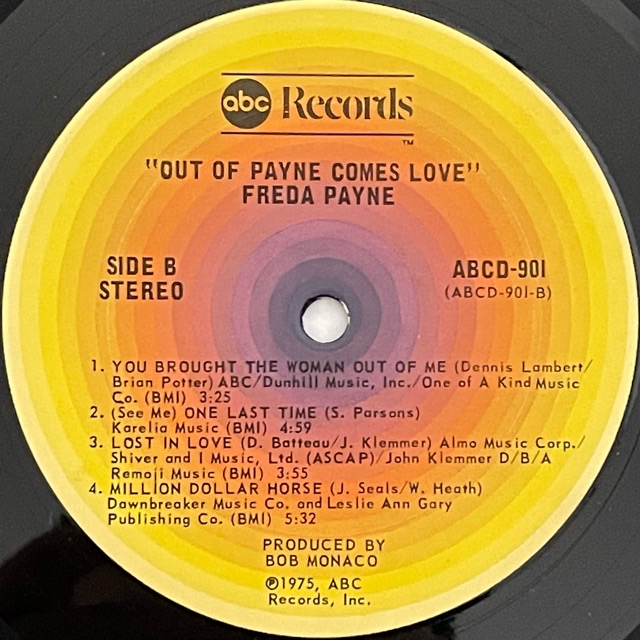 abc Records
TM
"OUT OF PAYNE COMES LOVE"
FREDA PAYNE
SIDE B
STEREO
ABCD-901
(ABCD-901-B)
1. YOU BROUGHT THE WOMAN OUT OF ME (Dennis Lambert/
Brian Potter) ABC/Dunhill Music, Inc./One of A Kind Music
Co. (BMI) 3:25
2. (See Me) ONE LAST TIME (S. Parsons)
Karelia Music (BMI) 4:59
3. LOST IN LOVE (D. Batteau/J. Klemmer) Almo Music Corp./
Shiver and I Music, Ltd. (ASCAP)/John Klemmer D/B/A
Remoji Music (BMI) 3:55
4. MILLION DOLLAR HORSE (J. Seals/W. Heath)
Dawnbreaker Music Co. and Leslie Ann Gary
Publishing Co. (BMI) 5:32
PRODUCED BY
BOB MONACO
℗1975, ABC
Records, Inc.